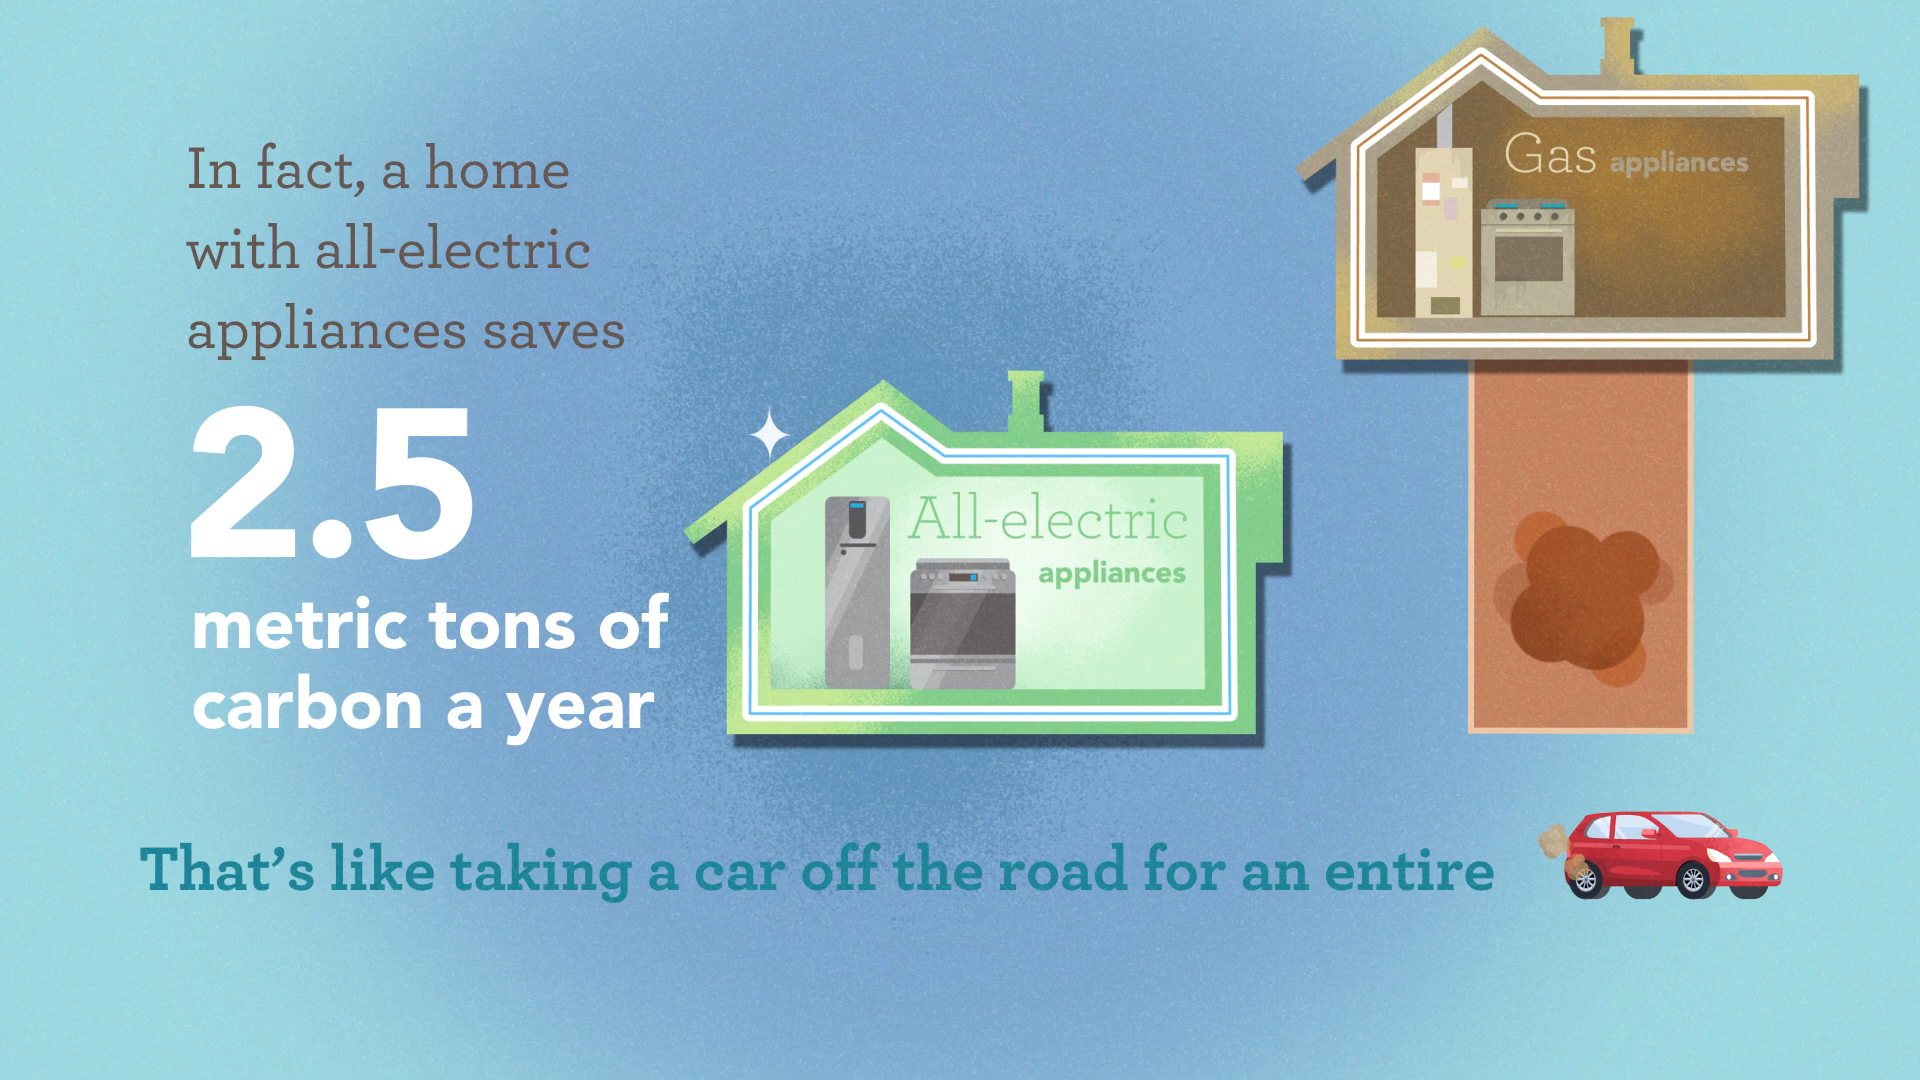 In fact, a home
with all-electric
appliances saves
2.5
metric tons of
carbon a year
Gas appliances
All-electric
appliances
That's like taking a car off the road for an entire